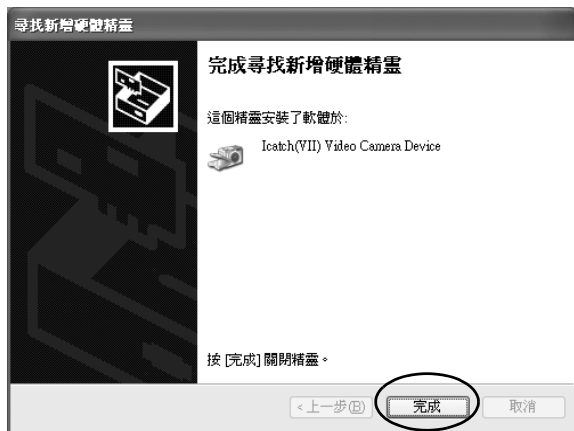 尋找新增硬體精靈
完成尋找新增硬體精靈
這個精靈安裝了軟體於:
Icatch(VII) Video Camera Device
按 [完成] 關閉精靈。
<上一步(B)
完成
取消